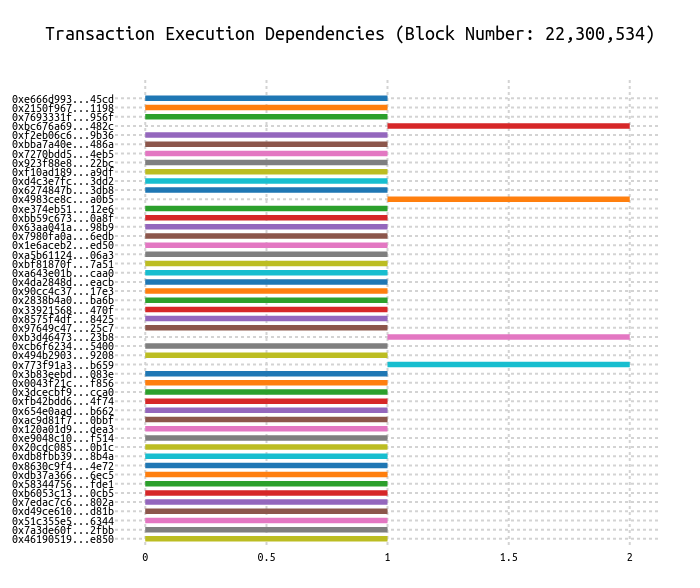 Transaction Execution Dependencies (Block Number: 22,300,534)
0xe666d993...45cd
0x2150f967...1198
0x7693331f...956f
0xbc676a69...482c
0xf2eb06c6...9b36
0xbba7a40e...486a
0x7270bdd5...4eb5
0x923f88e8...22bc
0xf10ad189...a9df
0xd4c3e7fc...3dd2
0x6274847b...3db8
0x4983ce8c...a0b5
0xe374eb51...12e6
0xbb59c673...0a8f
0x63aa041a...98b9
0x7980fa0a...6edb
0x1e6aceb2...ed50
0xa5b61124...06a3
0xbf81870f...7a51
0xa643e01b...caa0
0x4da2848d...eacb
0x90cc4c37...17e3
0x2838b4a0...ba6b
0x33921568...470f
0x8575f4df...8425
0x97649c47...25c7
0xb3d46473...23b8
0xcb6f6234...5400
0x494b2903...9208
0x773f91a3...b659
0x3b83eebd...083e
0x0043f21c...f856
0x3dcecbf9...cca0
0xfb42bdd6...4f74
0x654e0aad...b662
0xac9d81f7...0bbf
0x120a01d9...dea3
0xe9048c10...f514
0x20cdc085...0b1c
0xdb8fbb39...8b4a
0x8630c9f4...4e72
0xdb37a366...6ec5
0x58344756...fde1
0xb6053c13...0cb5
0x7edac7c6...802a
0xd49ce610...d81b
0x51c355e5...6344
0x7a3de60f...2fbb
0x46190519...e850
0 0.5 1 1.5 2